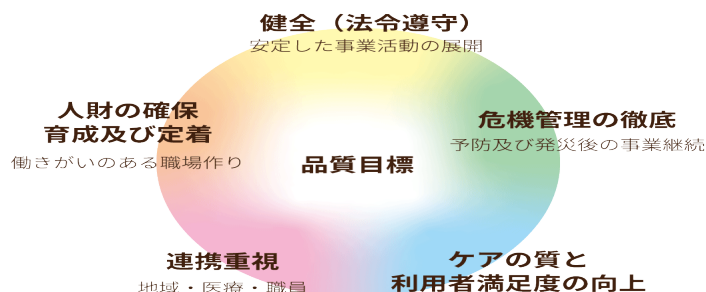 健全（法令遵守）
安定した事業活動の展開
人財の確保
育成及び定着
働きがいのある職場作り
危機管理の徹底
予防及び発災後の事業継続
品質目標
連携重視
地域・医療・職員
ケアの質と
利用者満足度の向上